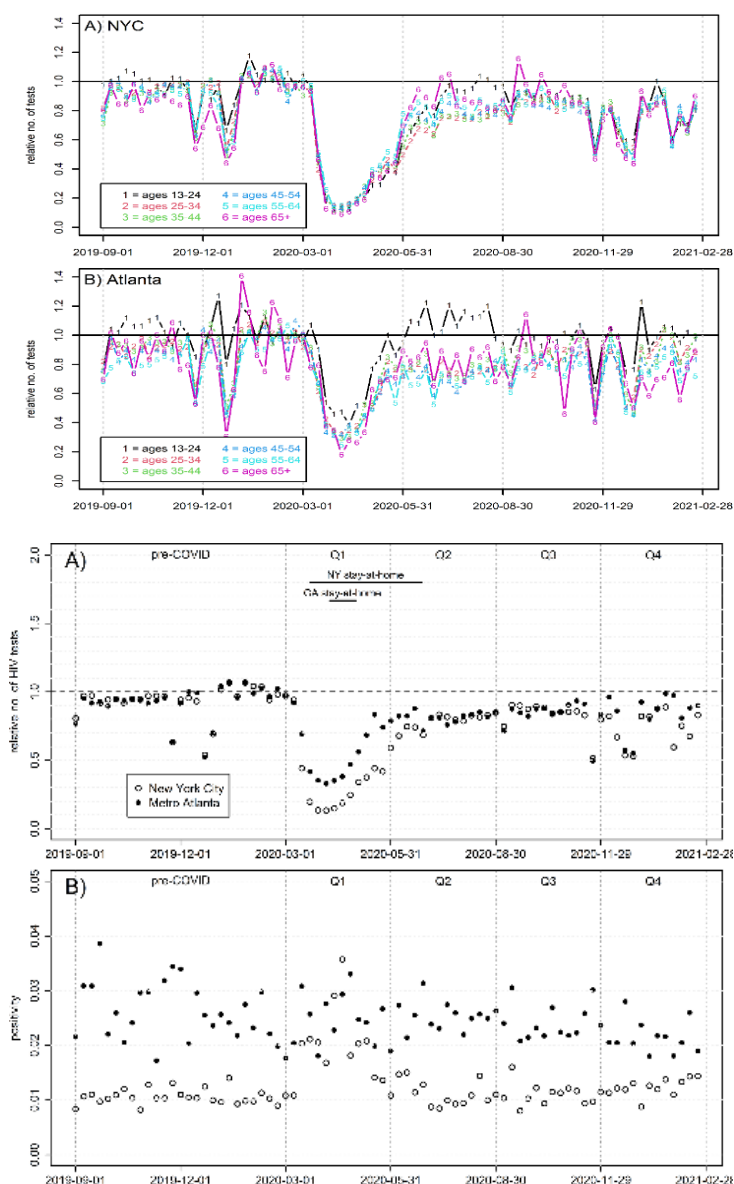 A) NYC
relative no. of tests
1.4
1.2
1.0
0.8
0.6
0.4
0.2
0.0
1 = ages 13-24 4 = ages 45-54
2 = ages 25-34 5 = ages 55-64
3 = ages 35-44 6 = ages 65+
2019-09-01 2019-12-01 2020-03-01 2020-05-31 2020-08-30 2020-11-29 2021-02-28
B) Atlanta
relative no. of tests
1.4
1.2
1.0
0.8
0.6
0.4
0.2
0.0
1 = ages 13-24 4 = ages 45-54
2 = ages 25-34 5 = ages 55-64
3 = ages 35-44 6 = ages 65+
2019-09-01 2019-12-01 2020-03-01 2020-05-31 2020-08-30 2020-11-29 2021-02-28
A) pre-COVID Q1 Q2 Q3 Q4
NY stay-at-home
GA stay-at-home
relative no. of HIV tests
2.0
1.5
1.0
0.5
0.0
New York City
Metro Atlanta
2019-09-01 2019-12-01 2020-03-01 2020-05-31 2020-08-30 2020-11-29 2021-02-28
B) pre-COVID Q1 Q2 Q3 Q4
positivity
0.05
0.04
0.03
0.02
0.01
0.00
2019-09-01 2019-12-01 2020-03-01 2020-05-31 2020-08-30 2020-11-29 2021-02-28